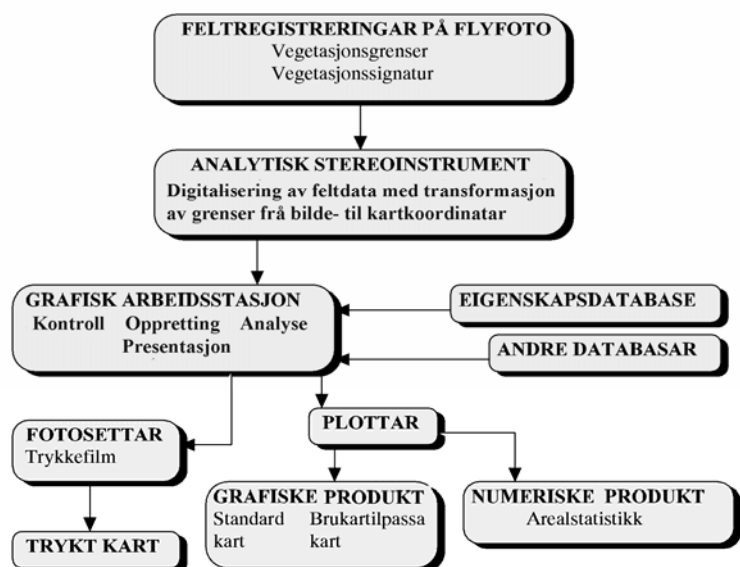 FELTREGISTRERINGAR PÅ FLYFOTO
Vegetasjonsgrenser
Vegetasjonssignatur
ANALYTISK STEREOINSTRUMENT
Digitalisering av feltdata med transformasjon
av grenser frå bilde- til kartkoordinatar
GRAFISK ARBEIDSSTASJON
Kontroll Oppretting Analyse
Presentasjon
EIGENSKAPSDATABASE
ANDRE DATABASAR
FOTOSETTAR
Trykkefilm
PLOTTAR
TRYKT KART
GRAFISKE PRODUKT
Standard Brukartilpassa
kart kart
NUMERISKE PRODUKT
Arealstatistikk